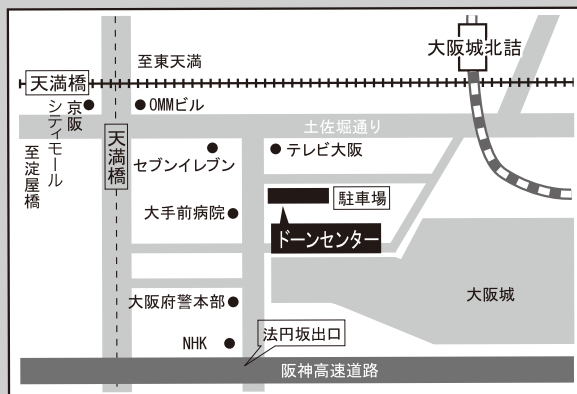 大阪城北詰
至東天満
天満橋
OMMビル
京阪
シティモール
土佐堀通り
天満橋
至淀屋橋
セブンイレブン
テレビ大阪
駐車場
大手前病院
ドーンセンター
大阪府警本部
大阪城
法円坂出口
NHK
阪神高速道路